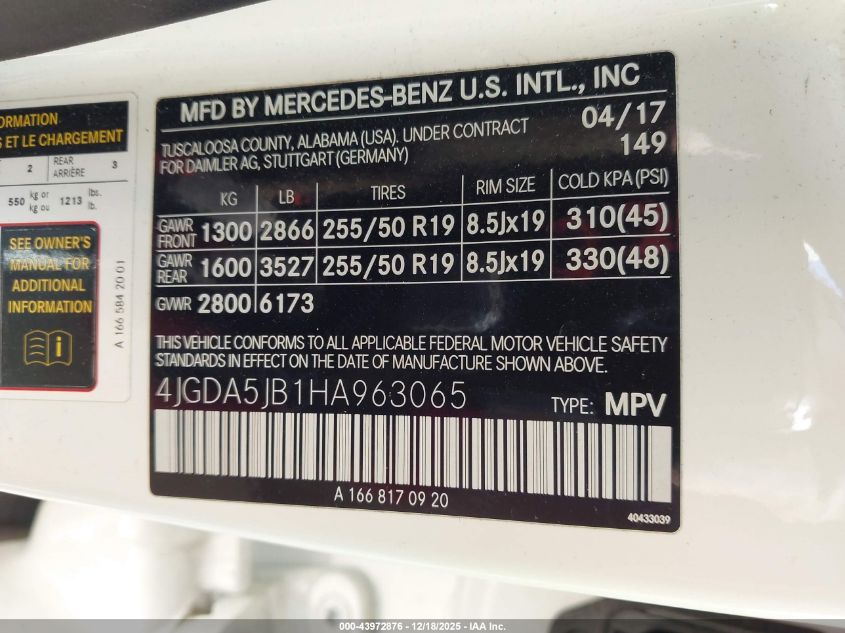 ORMATION
S ET LE CHARGEMENT
2 REAR ARRIÈRE 3
550 kg or kg ou 1213 lbs. lb.
SEE OWNER'S
MANUAL FOR
ADDITIONAL
INFORMATION
A 166 584 20 01
MFD BY MERCEDES-BENZ U.S. INTL., INC
TUSCALOOSA COUNTY, ALABAMA (USA). UNDER CONTRACT
FOR DAIMLER AG, STUTTGART (GERMANY)
04/17
149
KG LB TIRES RIM SIZE COLD KPA (PSI)
GAWR FRONT 1300 2866 255/50 R19 8.5Jx19 310(45)
GAWR REAR 1600 3527 255/50 R19 8.5Jx19 330(48)
GVWR 2800 6173
THIS VEHICLE CONFORMS TO ALL APPLICABLE FEDERAL MOTOR VEHICLE SAFETY
STANDARDS IN EFFECT ON THE DATE OF MANUFACTURE SHOWN ABOVE.
4JGDA5JB1HA963065 TYPE: MPV
A 166 817 09 20
40433039
000-43972876 - 12/18/2025 - IAA Inc.